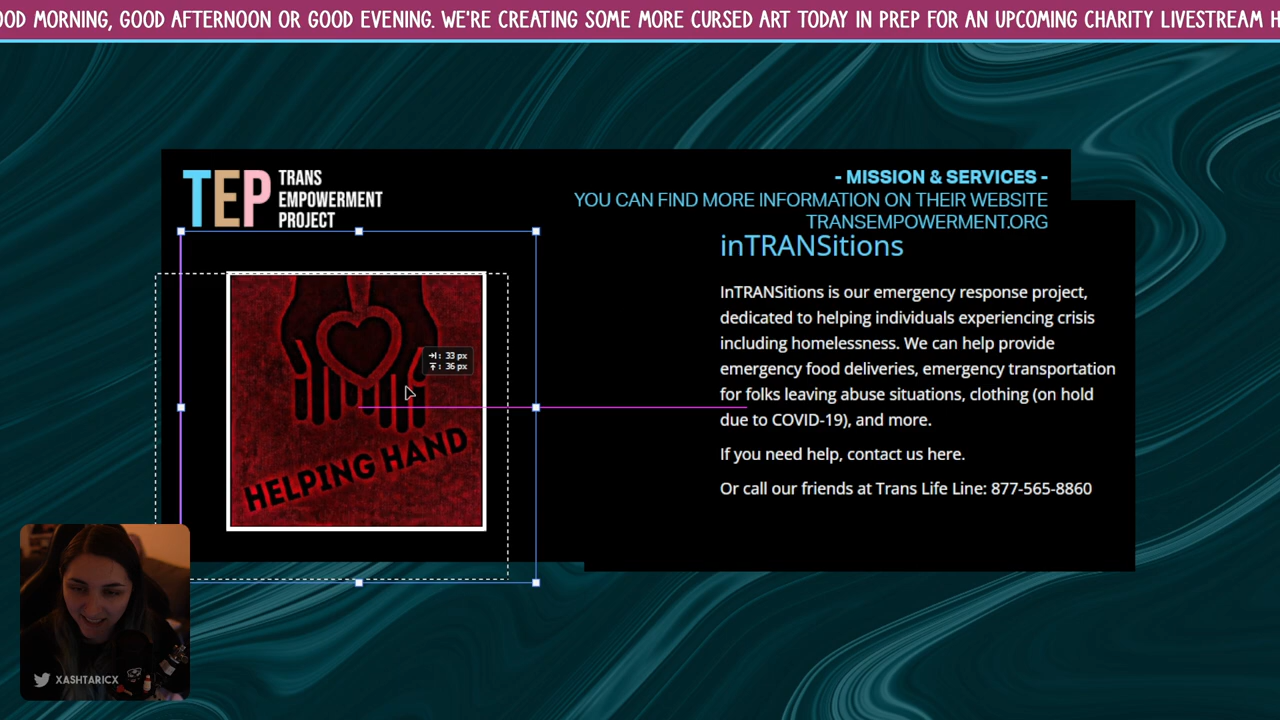 OOD MORNING, GOOD AFTERNOON OR GOOD EVENING. WE'RE CREATING SOME MORE CURSED ART TODAY IN PREP FOR AN UPCOMING CHARITY LIVESTREAM H
TEP TRANS
EMPOWERMENT
PROJECT
- MISSION & SERVICES -
YOU CAN FIND MORE INFORMATION ON THEIR WEBSITE
TRANSEMPOWERMENT.ORG
inTRANSitions
InTRANSitions is our emergency response project,
dedicated to helping individuals experiencing crisis
including homelessness. We can help provide
emergency food deliveries, emergency transportation
for folks leaving abuse situations, clothing (on hold
due to COVID-19), and more.
If you need help, contact us here.
Or call our friends at Trans Life Line: 877-565-8860
: 33 px
: 36 px
HELPING HAND
XASHTARICX